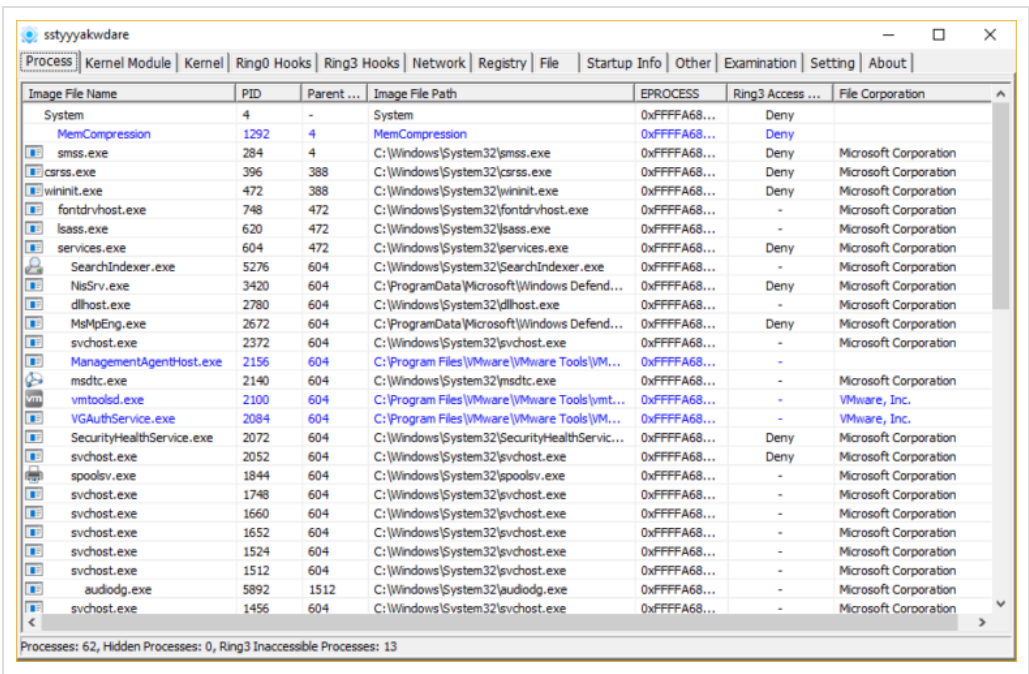 sstyyyakwdare
Process Kernel Module Kernel Ring0 Hooks Ring3 Hooks Network Registry File Startup Info Other Examination Setting About
Image File Name PID Parent ... Image File Path EPROCESS Ring3 Access ... File Corporation
System 4 - System 0xFFFFA68... Deny
MemCompression 1292 4 MemCompression 0xFFFFA68... Deny
smss.exe 284 4 C:\Windows\System32\smss.exe 0xFFFFA68... Deny Microsoft Corporation
csrss.exe 396 388 C:\Windows\System32\csrss.exe 0xFFFFA68... Deny Microsoft Corporation
wininit.exe 472 388 C:\Windows\System32\wininit.exe 0xFFFFA68... Deny Microsoft Corporation
fontdrvhost.exe 748 472 C:\Windows\System32\fontdrvhost.exe 0xFFFFA68... - Microsoft Corporation
lsass.exe 620 472 C:\Windows\System32\lsass.exe 0xFFFFA68... - Microsoft Corporation
services.exe 604 472 C:\Windows\System32\services.exe 0xFFFFA68... Deny Microsoft Corporation
SearchIndexer.exe 5276 604 C:\Windows\System32\SearchIndexer.exe 0xFFFFA68... - Microsoft Corporation
NisSrv.exe 3420 604 C:\ProgramData\Microsoft\Windows Defend... 0xFFFFA68... Deny Microsoft Corporation
dllhost.exe 2780 604 C:\Windows\System32\dllhost.exe 0xFFFFA68... - Microsoft Corporation
MsMpEng.exe 2672 604 C:\ProgramData\Microsoft\Windows Defend... 0xFFFFA68... Deny Microsoft Corporation
svchost.exe 2372 604 C:\Windows\System32\svchost.exe 0xFFFFA68... - Microsoft Corporation
ManagementAgentHost.exe 2156 604 C:\Program Files\VMware\VMware Tools\VM... 0xFFFFA68... -
msdtc.exe 2140 604 C:\Windows\System32\msdtc.exe 0xFFFFA68... - Microsoft Corporation
vm vmtoolsd.exe 2100 604 C:\Program Files\VMware\VMware Tools\vmt... 0xFFFFA68... - VMware, Inc.
VGAuthService.exe 2084 604 C:\Program Files\VMware\VMware Tools\VM... 0xFFFFA68... - VMware, Inc.
SecurityHealthService.exe 2072 604 C:\Windows\System32\SecurityHealthServic... 0xFFFFA68... Deny Microsoft Corporation
svchost.exe 2052 604 C:\Windows\System32\svchost.exe 0xFFFFA68... Deny Microsoft Corporation
spoolsv.exe 1844 604 C:\Windows\System32\spoolsv.exe 0xFFFFA68... - Microsoft Corporation
svchost.exe 1748 604 C:\Windows\System32\svchost.exe 0xFFFFA68... - Microsoft Corporation
svchost.exe 1660 604 C:\Windows\System32\svchost.exe 0xFFFFA68... - Microsoft Corporation
svchost.exe 1652 604 C:\Windows\System32\svchost.exe 0xFFFFA68... - Microsoft Corporation
svchost.exe 1524 604 C:\Windows\System32\svchost.exe 0xFFFFA68... - Microsoft Corporation
svchost.exe 1512 604 C:\Windows\System32\svchost.exe 0xFFFFA68... - Microsoft Corporation
audiodg.exe 5892 1512 C:\Windows\System32\audiodg.exe 0xFFFFA68... - Microsoft Corporation
svchost.exe 1456 604 C:\Windows\System32\svchost.exe 0xFFFFA68... - Microsoft Corporation
Processes: 62, Hidden Processes: 0, Ring3 Inaccessible Processes: 13